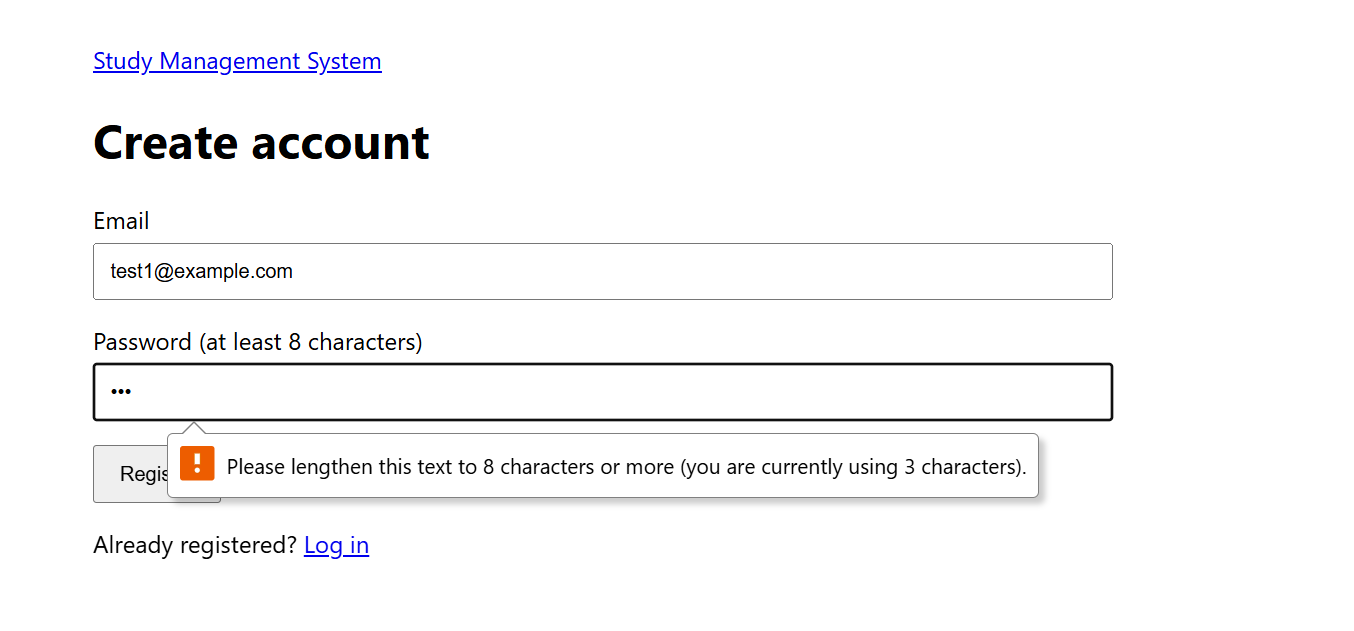 Study Management System
Create account
Email
test1@example.com
Password (at least 8 characters)
•••
Please lengthen this text to 8 characters or more (you are currently using 3 characters).
Regis
Already registered? Log in